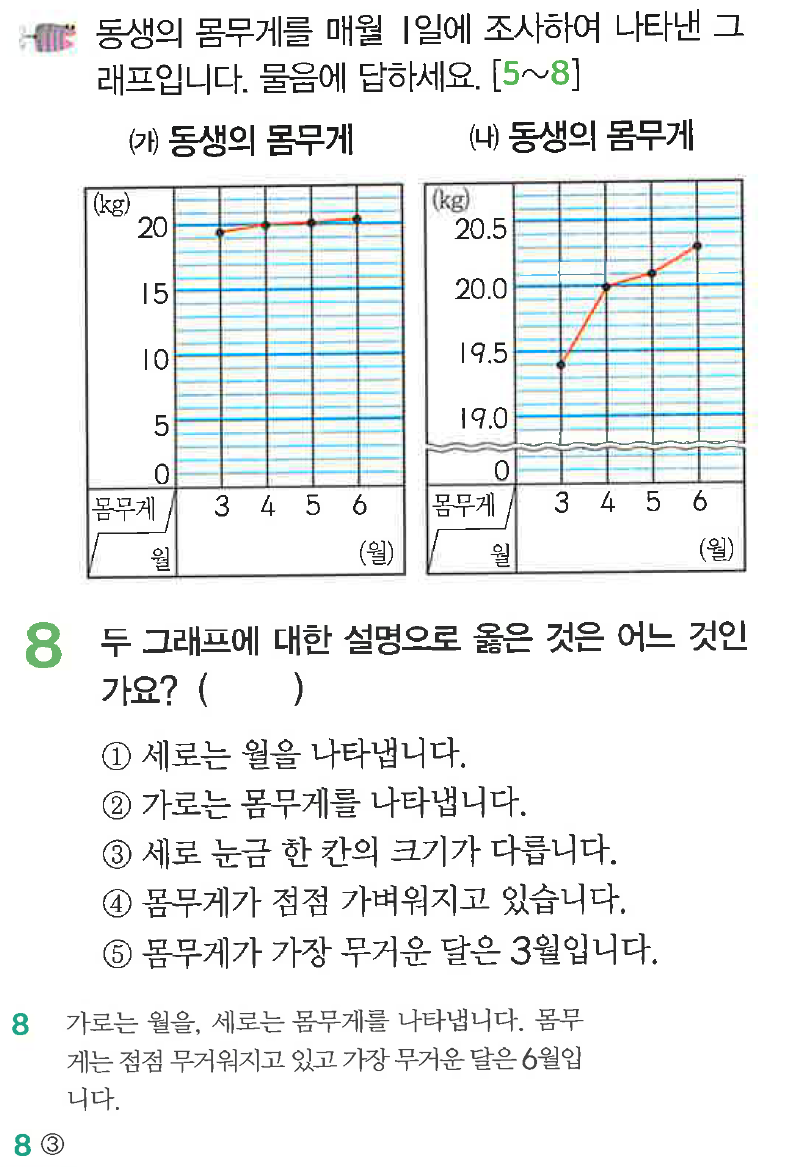 동생의 몸무게를 매월 1일에 조사하여 나타낸 그
래프입니다. 물음에 답하세요. [5~8]
㈎ 동생의 몸무게
(kg)
20
15
10
5
0
몸무게
월
3 4 5 6
(월)
㈏ 동생의 몸무게
(kg)
20.5
20.0
19.5
19.0
0
몸무게
월
3 4 5 6
(월)
8 두 그래프에 대한 설명으로 옳은 것은 어느 것인
가요? ( )
① 세로는 월을 나타냅니다.
② 가로는 몸무게를 나타냅니다.
③ 세로 눈금 한 칸의 크기가 다릅니다.
④ 몸무게가 점점 가벼워지고 있습니다.
⑤ 몸무게가 가장 무거운 달은 3월입니다.
8 가로는 월을, 세로는 몸무게를 나타냅니다. 몸무
게는 점점 무거워지고 있고 가장 무거운 달은 6월입
니다.
8 ③